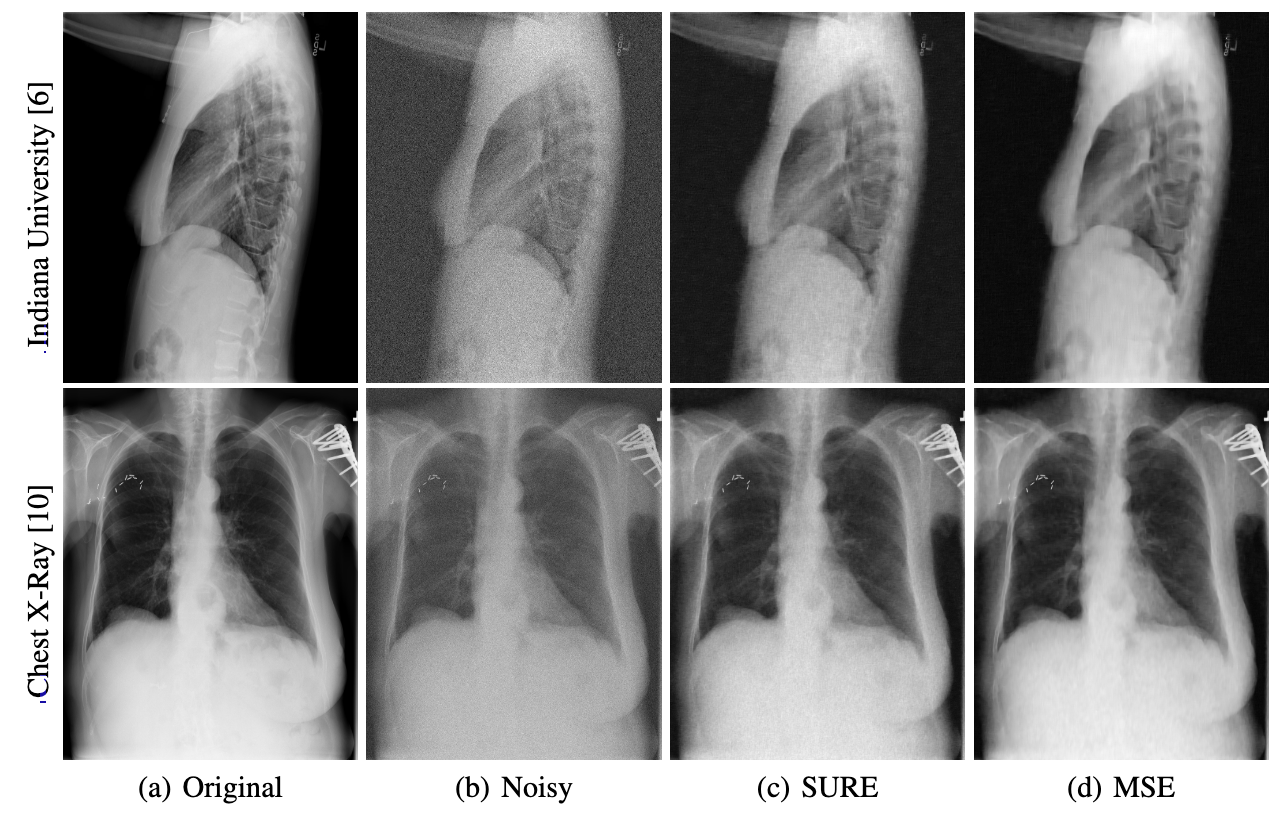 Indiana University [6]
Chest X-Ray [10]
(a) Original
(b) Noisy
(c) SURE
(d) MSE